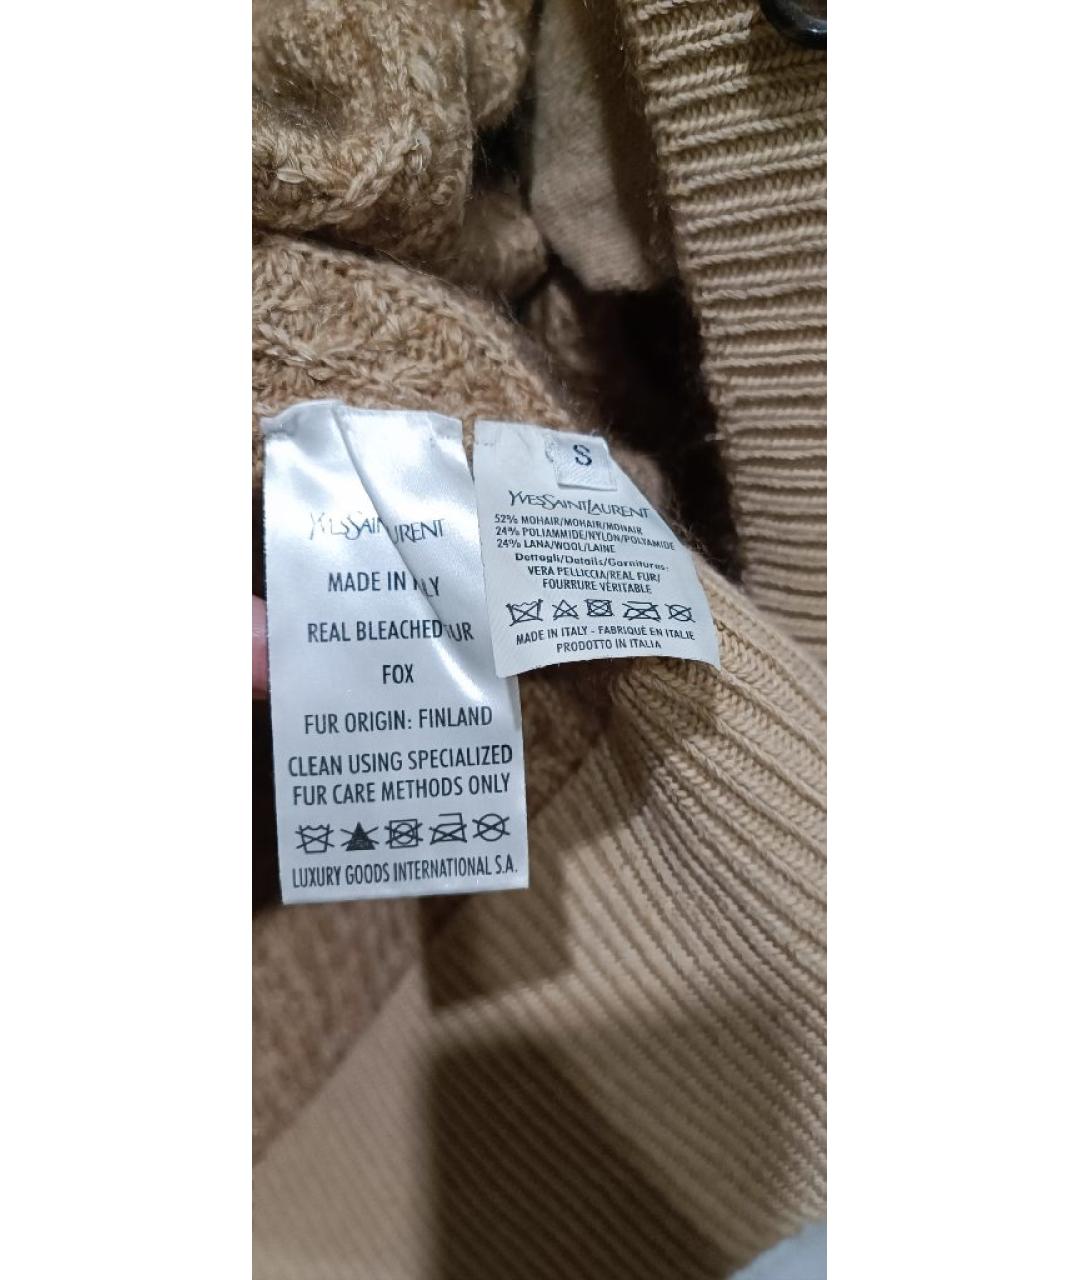 MADE IN
REAL BLEACHED
FOX
FUR ORIGIN: FINLAND
CLEAN USING SPECIALIZED
FUR CARE METHODS ONLY
LUXURY GOODS INTERNATIONAL S.A.
S
YVESSAINTLAURENT
52% MOHAIR/MOHAIR/MOHAIR
24% POLIAMMIDE/NYLON/POLYAMIDE
24% LANA/WOOL/LAINE
Dettagli/Details/Garnitures:
VERA PELLICCIA/REAL FUR/
FOURRURE VÉRITABLE
MADE IN ITALY - FABRIQUÉ EN ITALIE
PRODOTTO IN ITALIA